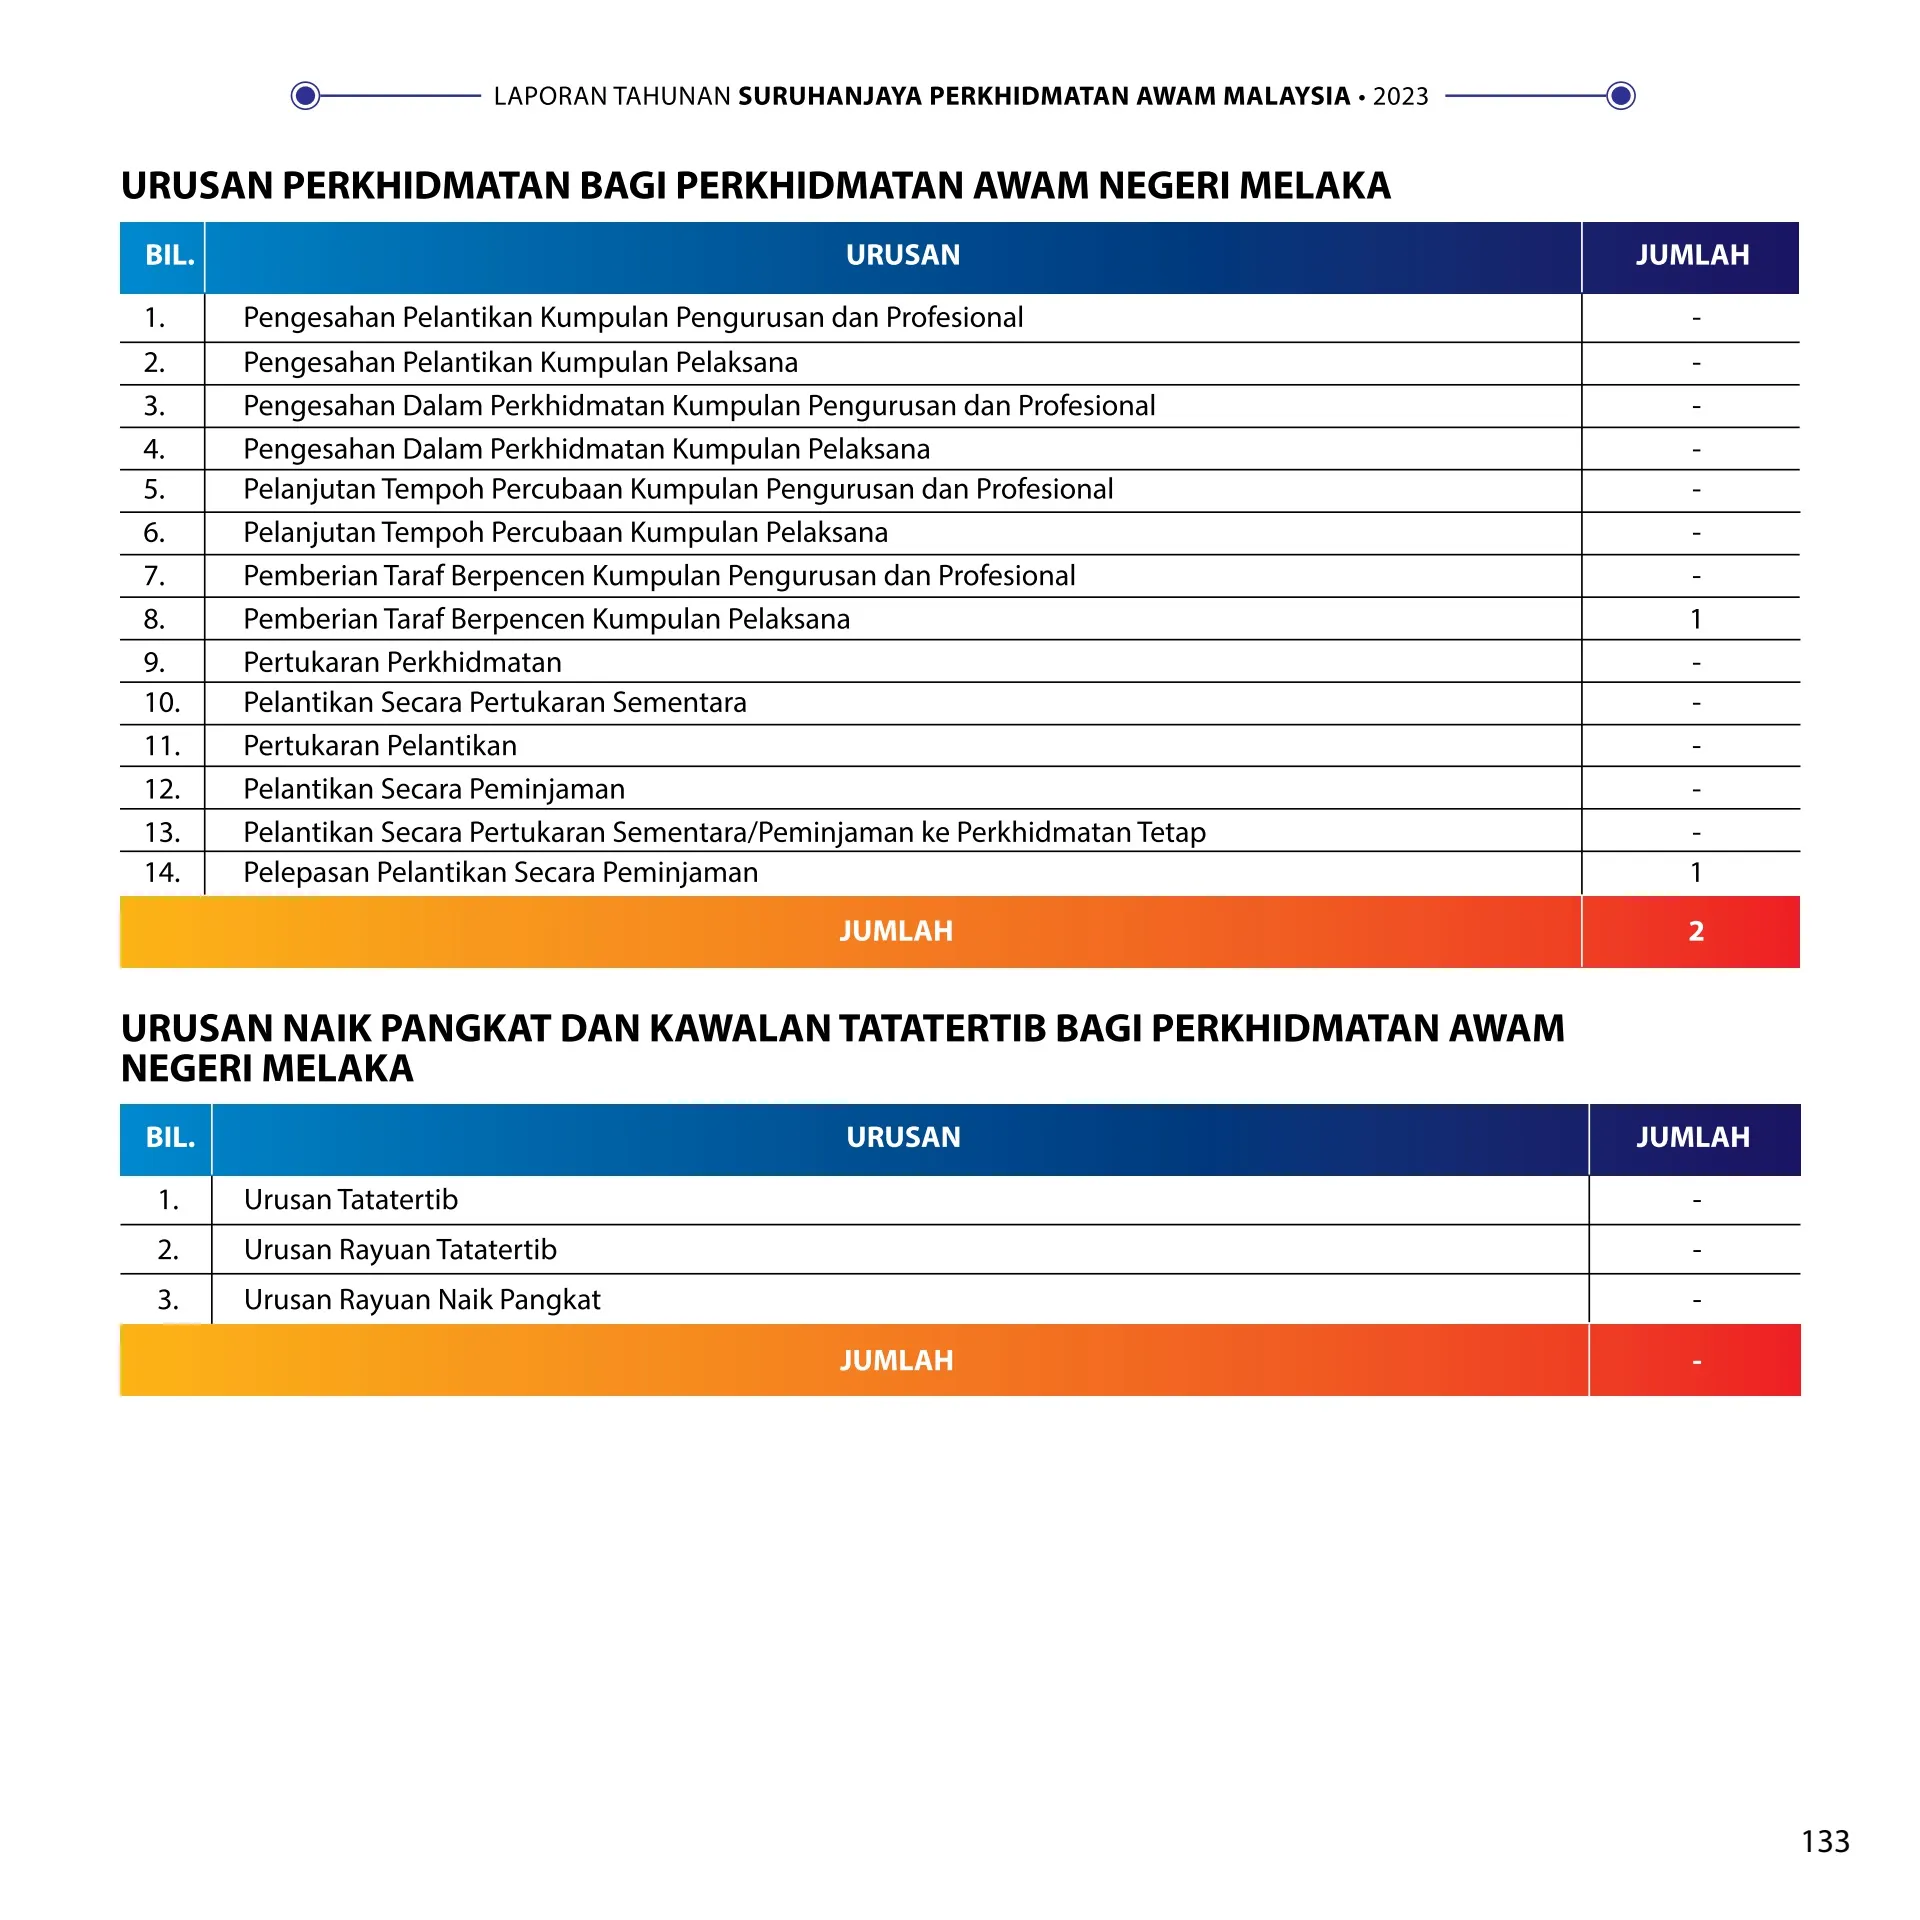 LAPORAN TAHUNAN SURUHANJAYA PERKHIDMATAN AWAM MALAYSIA • 2023
URUSAN PERKHIDMATAN BAGI PERKHIDMATAN AWAM NEGERI MELAKA
BIL. URUSAN JUMLAH
1. Pengesahan Pelantikan Kumpulan Pengurusan dan Profesional -
2. Pengesahan Pelantikan Kumpulan Pelaksana -
3. Pengesahan Dalam Perkhidmatan Kumpulan Pengurusan dan Profesional -
4. Pengesahan Dalam Perkhidmatan Kumpulan Pelaksana -
5. Pelanjutan Tempoh Percubaan Kumpulan Pengurusan dan Profesional -
6. Pelanjutan Tempoh Percubaan Kumpulan Pelaksana -
7. Pemberian Taraf Berpencen Kumpulan Pengurusan dan Profesional -
8. Pemberian Taraf Berpencen Kumpulan Pelaksana 1
9. Pertukaran Perkhidmatan -
10. Pelantikan Secara Pertukaran Sementara -
11. Pertukaran Pelantikan -
12. Pelantikan Secara Peminjaman -
13. Pelantikan Secara Pertukaran Sementara/Peminjaman ke Perkhidmatan Tetap -
14. Pelepasan Pelantikan Secara Peminjaman 1
JUMLAH 2
URUSAN NAIK PANGKAT DAN KAWALAN TATATERTIB BAGI PERKHIDMATAN AWAM
NEGERI MELAKA
BIL. URUSAN JUMLAH
1. Urusan Tatatertib -
2. Urusan Rayuan Tatatertib -
3. Urusan Rayuan Naik Pangkat -
JUMLAH -
133